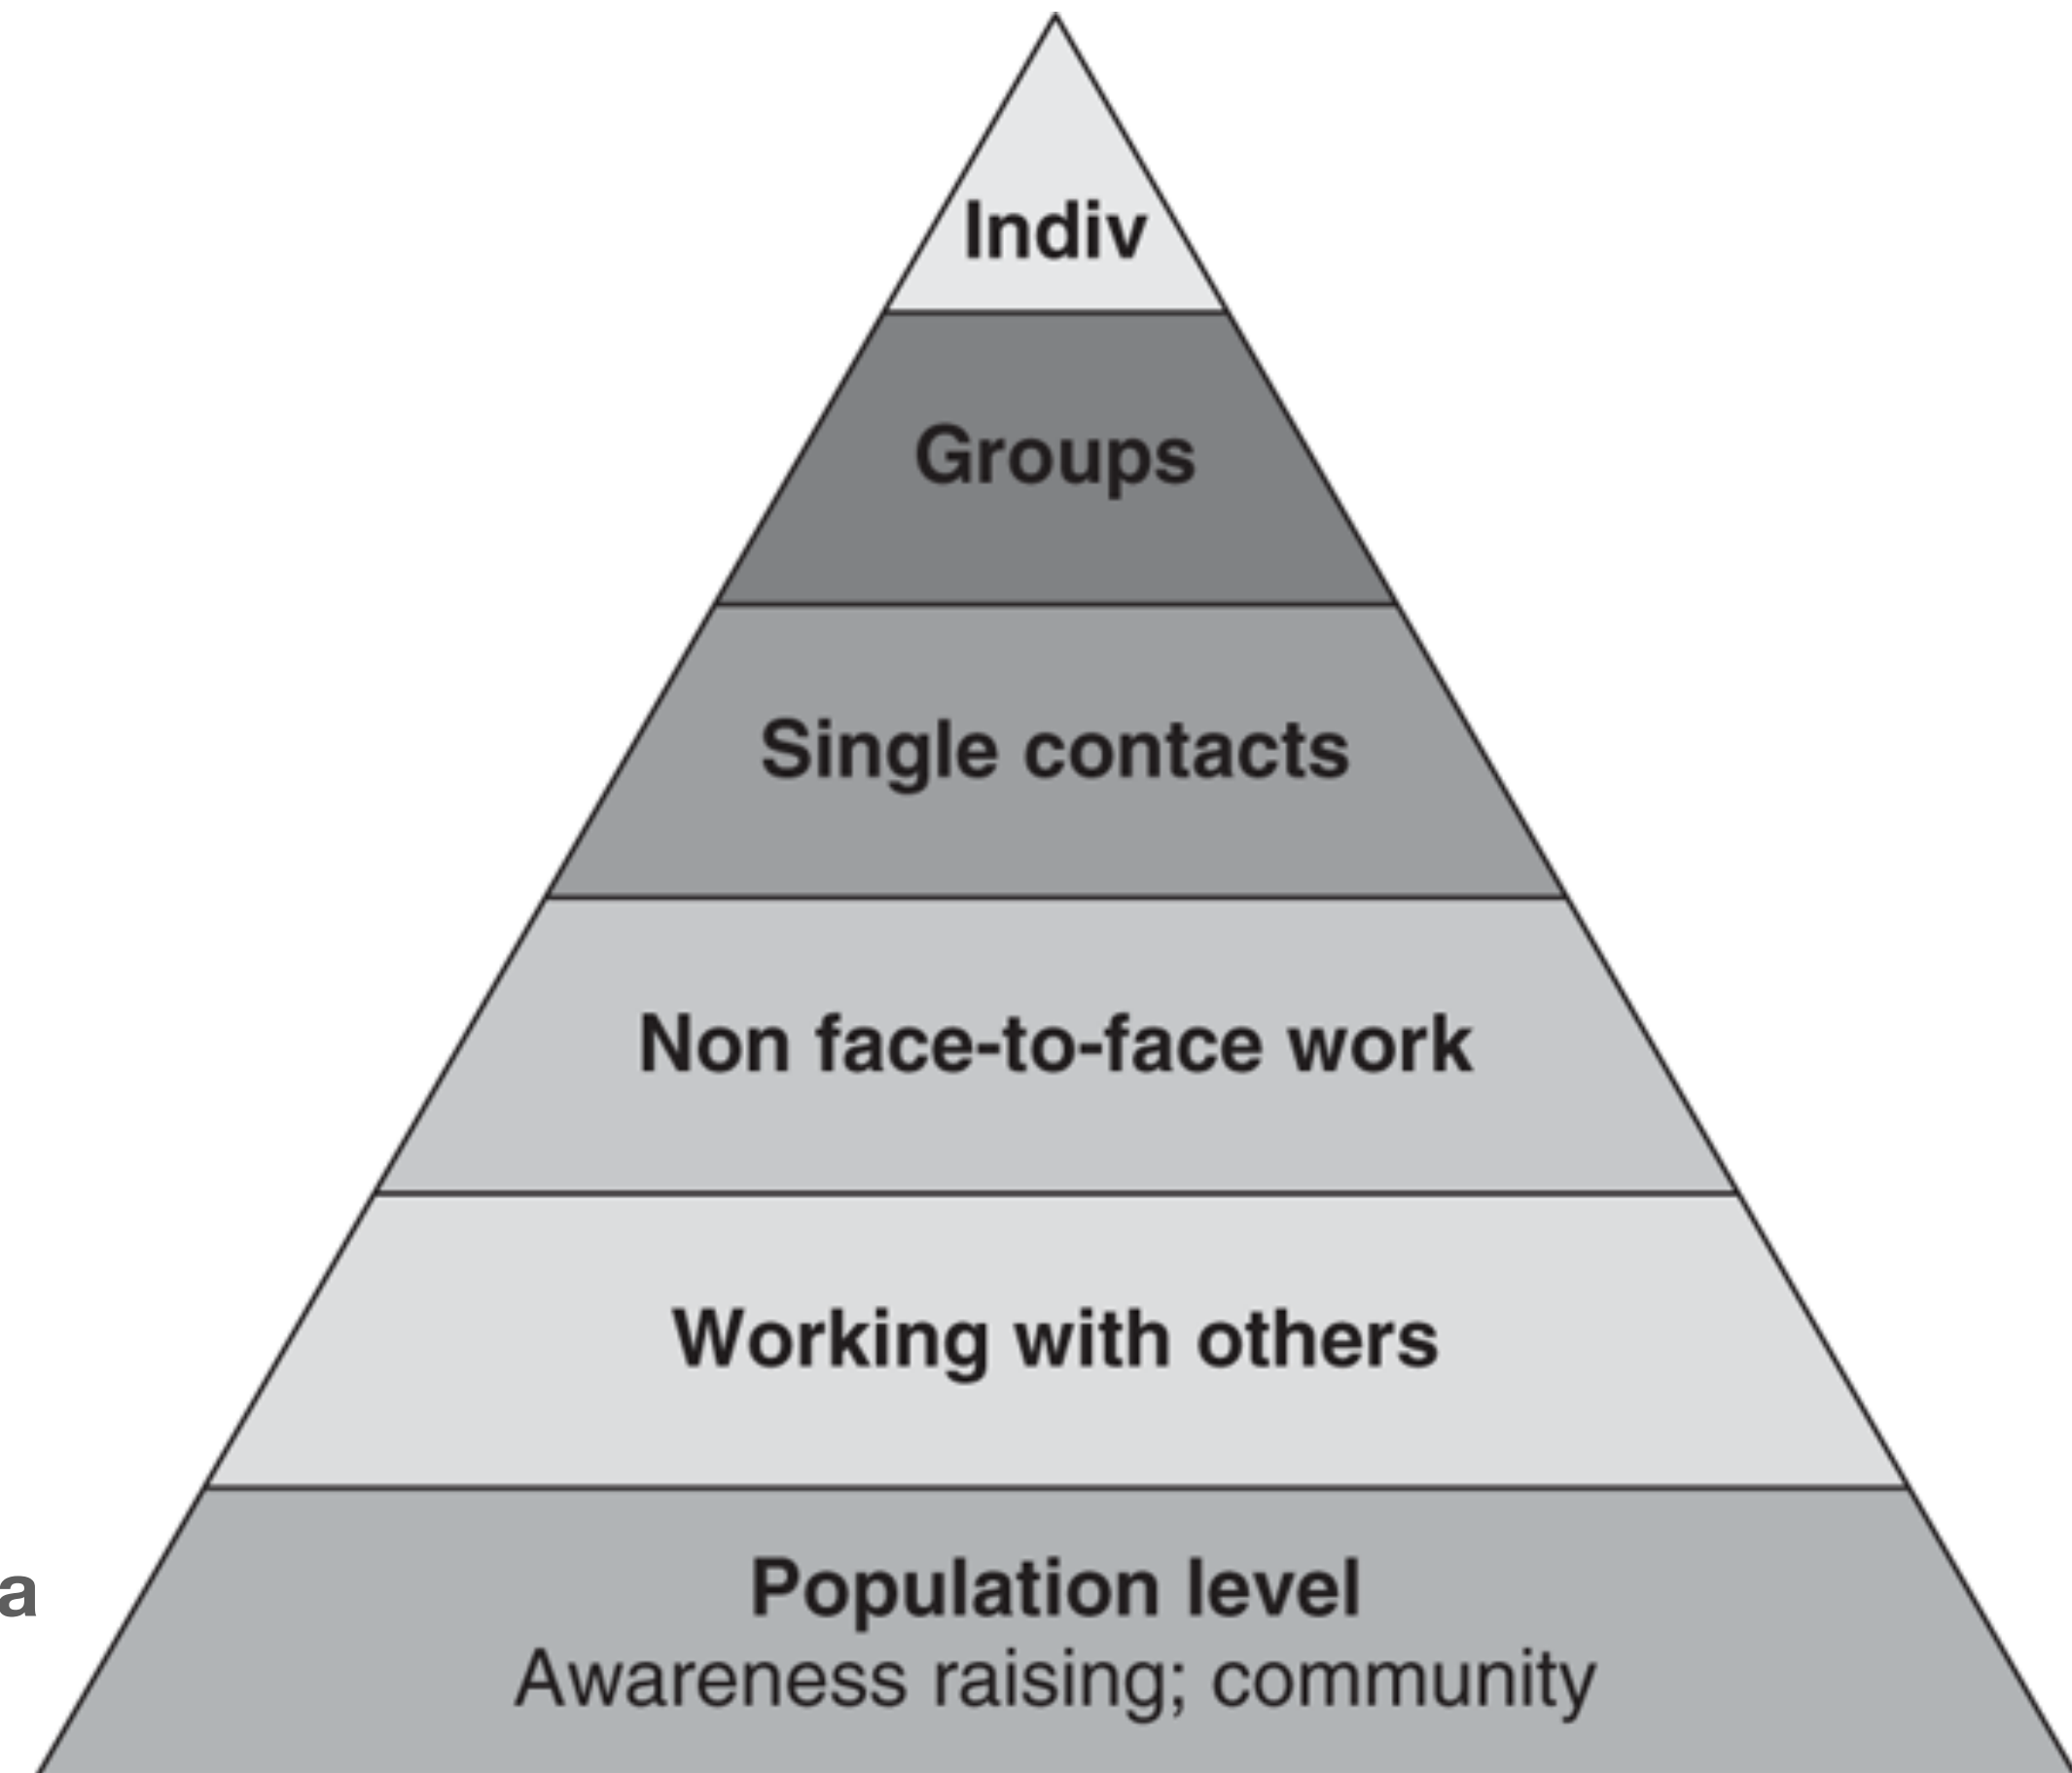 Indiv
Groups
Single contacts
Non face-to-face work
Working with others
Population level
a
Awareness raising; community